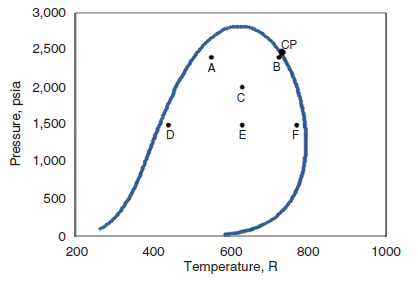 3,000
2,500
2,000
1,500
1,000
500
0
Pressure, psia
CP
A
B
C
D
E
F
200
400
600
800
1000
Temperature, R